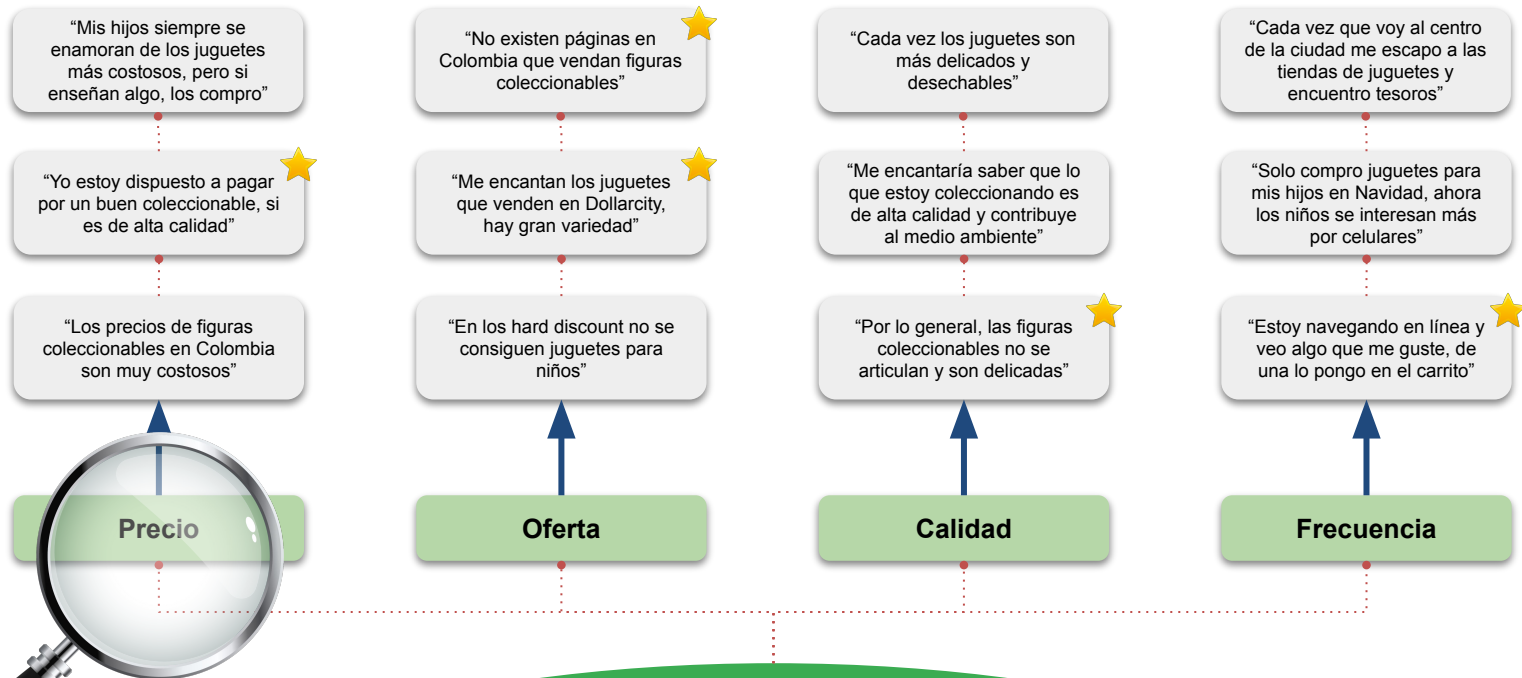 “Mis hijos siempre se
enamoran de los juguetes
más costosos, pero si
enseñan algo, los compro”
“No existen páginas en
Colombia que vendan figuras
coleccionables”
“Cada vez los juguetes son
más delicados y
desechables”
“Cada vez que voy al centro
de la ciudad me escapo a las
tiendas de juguetes y
encuentro tesoros”
“Yo estoy dispuesto a pagar
por un buen coleccionable, si
es de alta calidad”
“Me encantan los juguetes
que venden en Dollarcity,
hay gran variedad”
“Me encantaría saber que lo
que estoy coleccionando es
de alta calidad y contribuye
al medio ambiente”
“Solo compro juguetes para
mis hijos en Navidad, ahora
los niños se interesan más
por celulares”
“Los precios de figuras
coleccionables en Colombia
son muy costosos”
“En los hard discount no se
consiguen juguetes para
niños”
“Por lo general, las figuras
coleccionables no se
articulan y son delicadas”
“Estoy navegando en línea y
veo algo que me guste, de
una lo pongo en el carrito”
Precio
Oferta
Calidad
Frecuencia